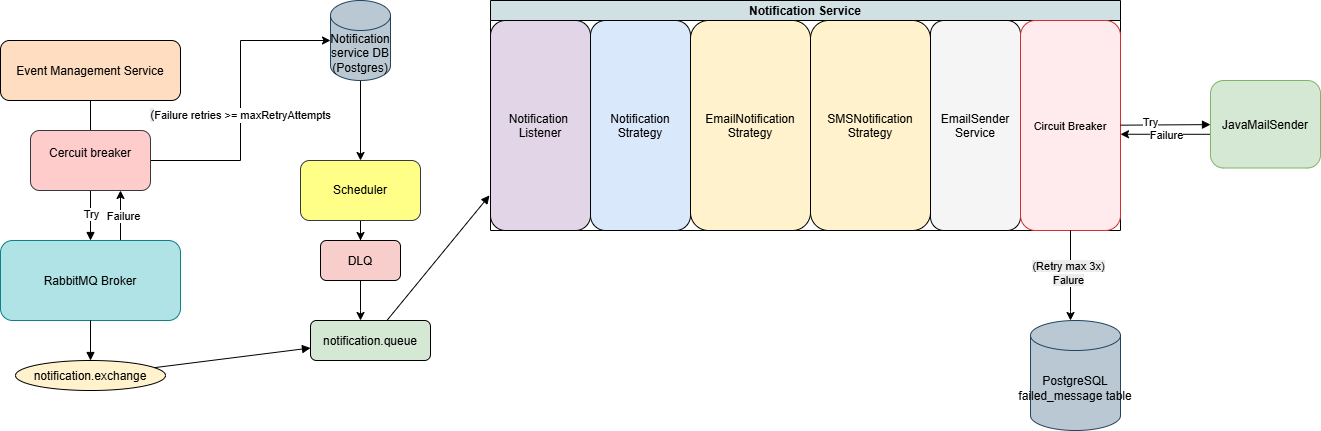 Notification Service
Notification
service DB
(Postgres)
Event Management Service
(Failure retries >= maxRetryAttempts
Cercuit breaker
Try
Failure
RabbitMQ Broker
notification.exchange
Scheduler
DLQ
notification.queue
Notification
Listener
Notification
Strategy
EmailNotification
Strategy
SMSNotification
Strategy
EmailSender
Service
Circuit Breaker
Try
Failure
JavaMailSender
(Retry max 3x)
Falure
PostgreSQL
failed_message table